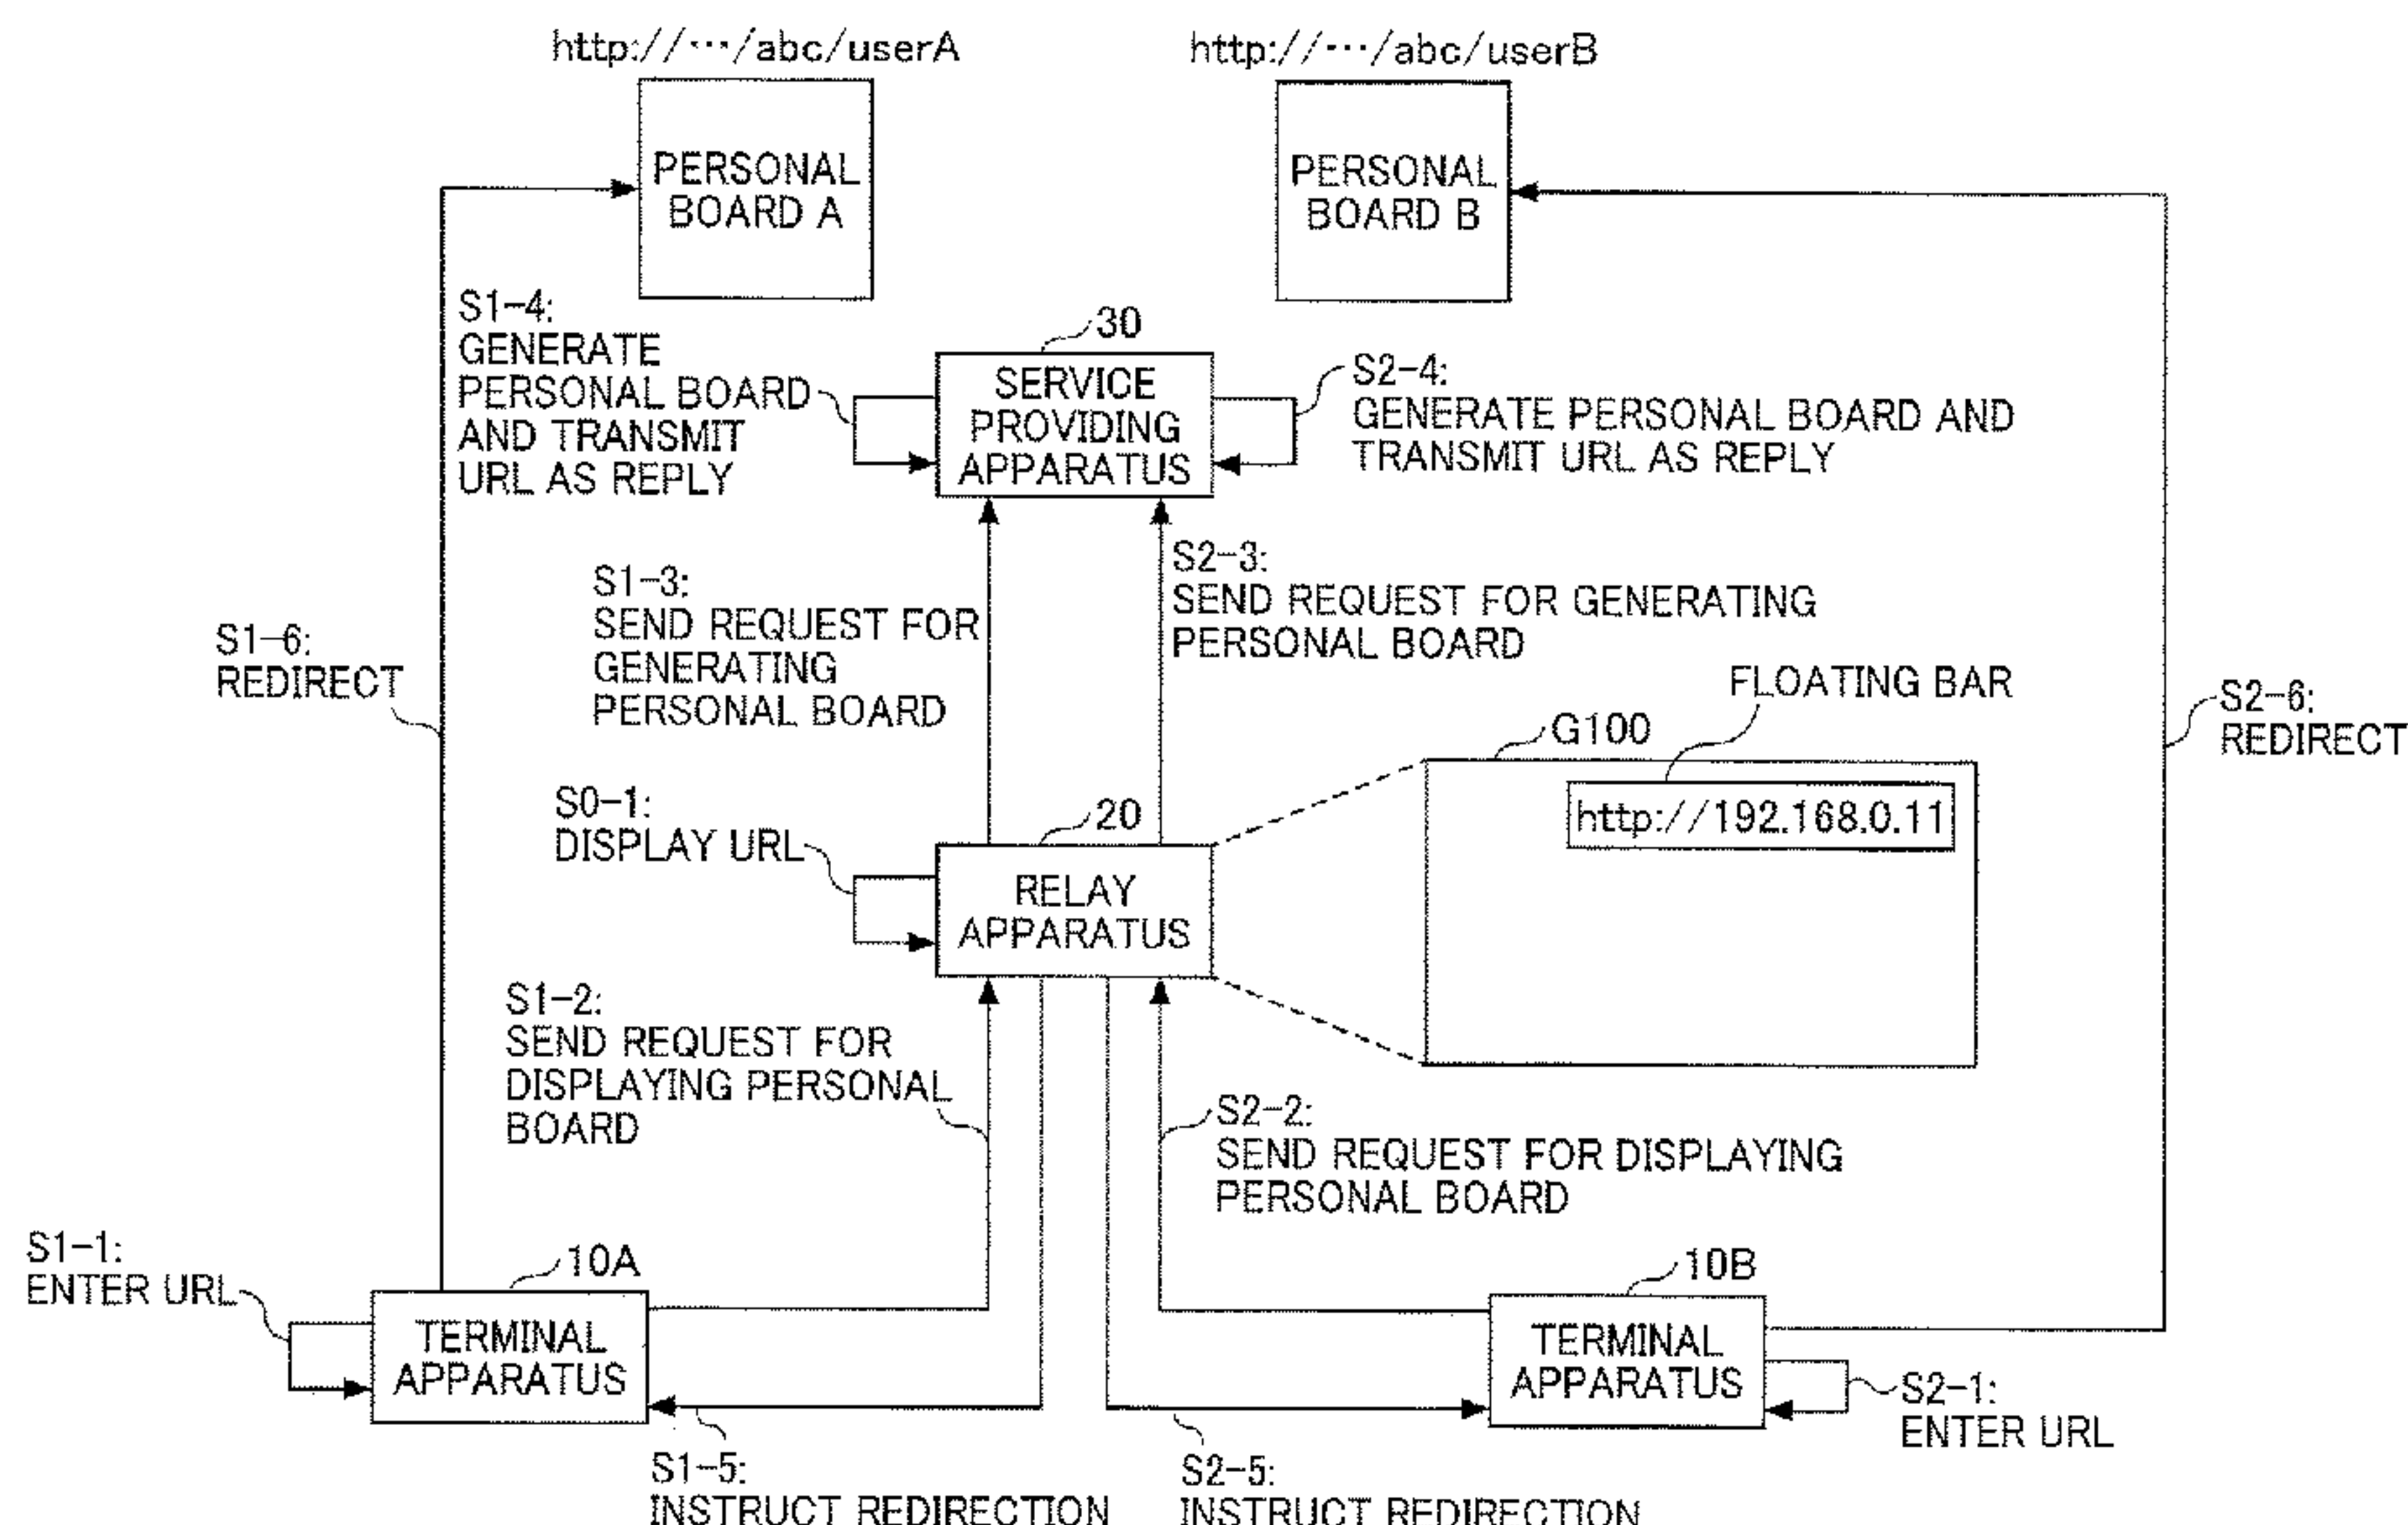 http://…/abc/userA
http://…/abc/userB
PERSONAL
BOARD A
PERSONAL
BOARD B
S1-4:
GENERATE
PERSONAL BOARD
AND TRANSMIT
URL AS REPLY
30
SERVICE
PROVIDING
APPARATUS
S2-4:
GENERATE PERSONAL BOARD AND
TRANSMIT URL AS REPLY
S1-3:
SEND REQUEST FOR
GENERATING
PERSONAL BOARD
S2-3:
SEND REQUEST FOR GENERATING
PERSONAL BOARD
S1-6:
REDIRECT
FLOATING BAR
G100
http://192.168.0.11
S2-6:
REDIRECT
S0-1:
DISPLAY URL
20
RELAY
APPARATUS
S1-2:
SEND REQUEST FOR
DISPLAYING PERSONAL
BOARD
S2-2:
SEND REQUEST FOR DISPLAYING
PERSONAL BOARD
S1-1:
ENTER URL
10A
TERMINAL
APPARATUS
10B
TERMINAL
APPARATUS
S2-1:
ENTER URL
S1-5:
INSTRUCT REDIRECTION
S2-5:
INSTRUCT REDIRECTION